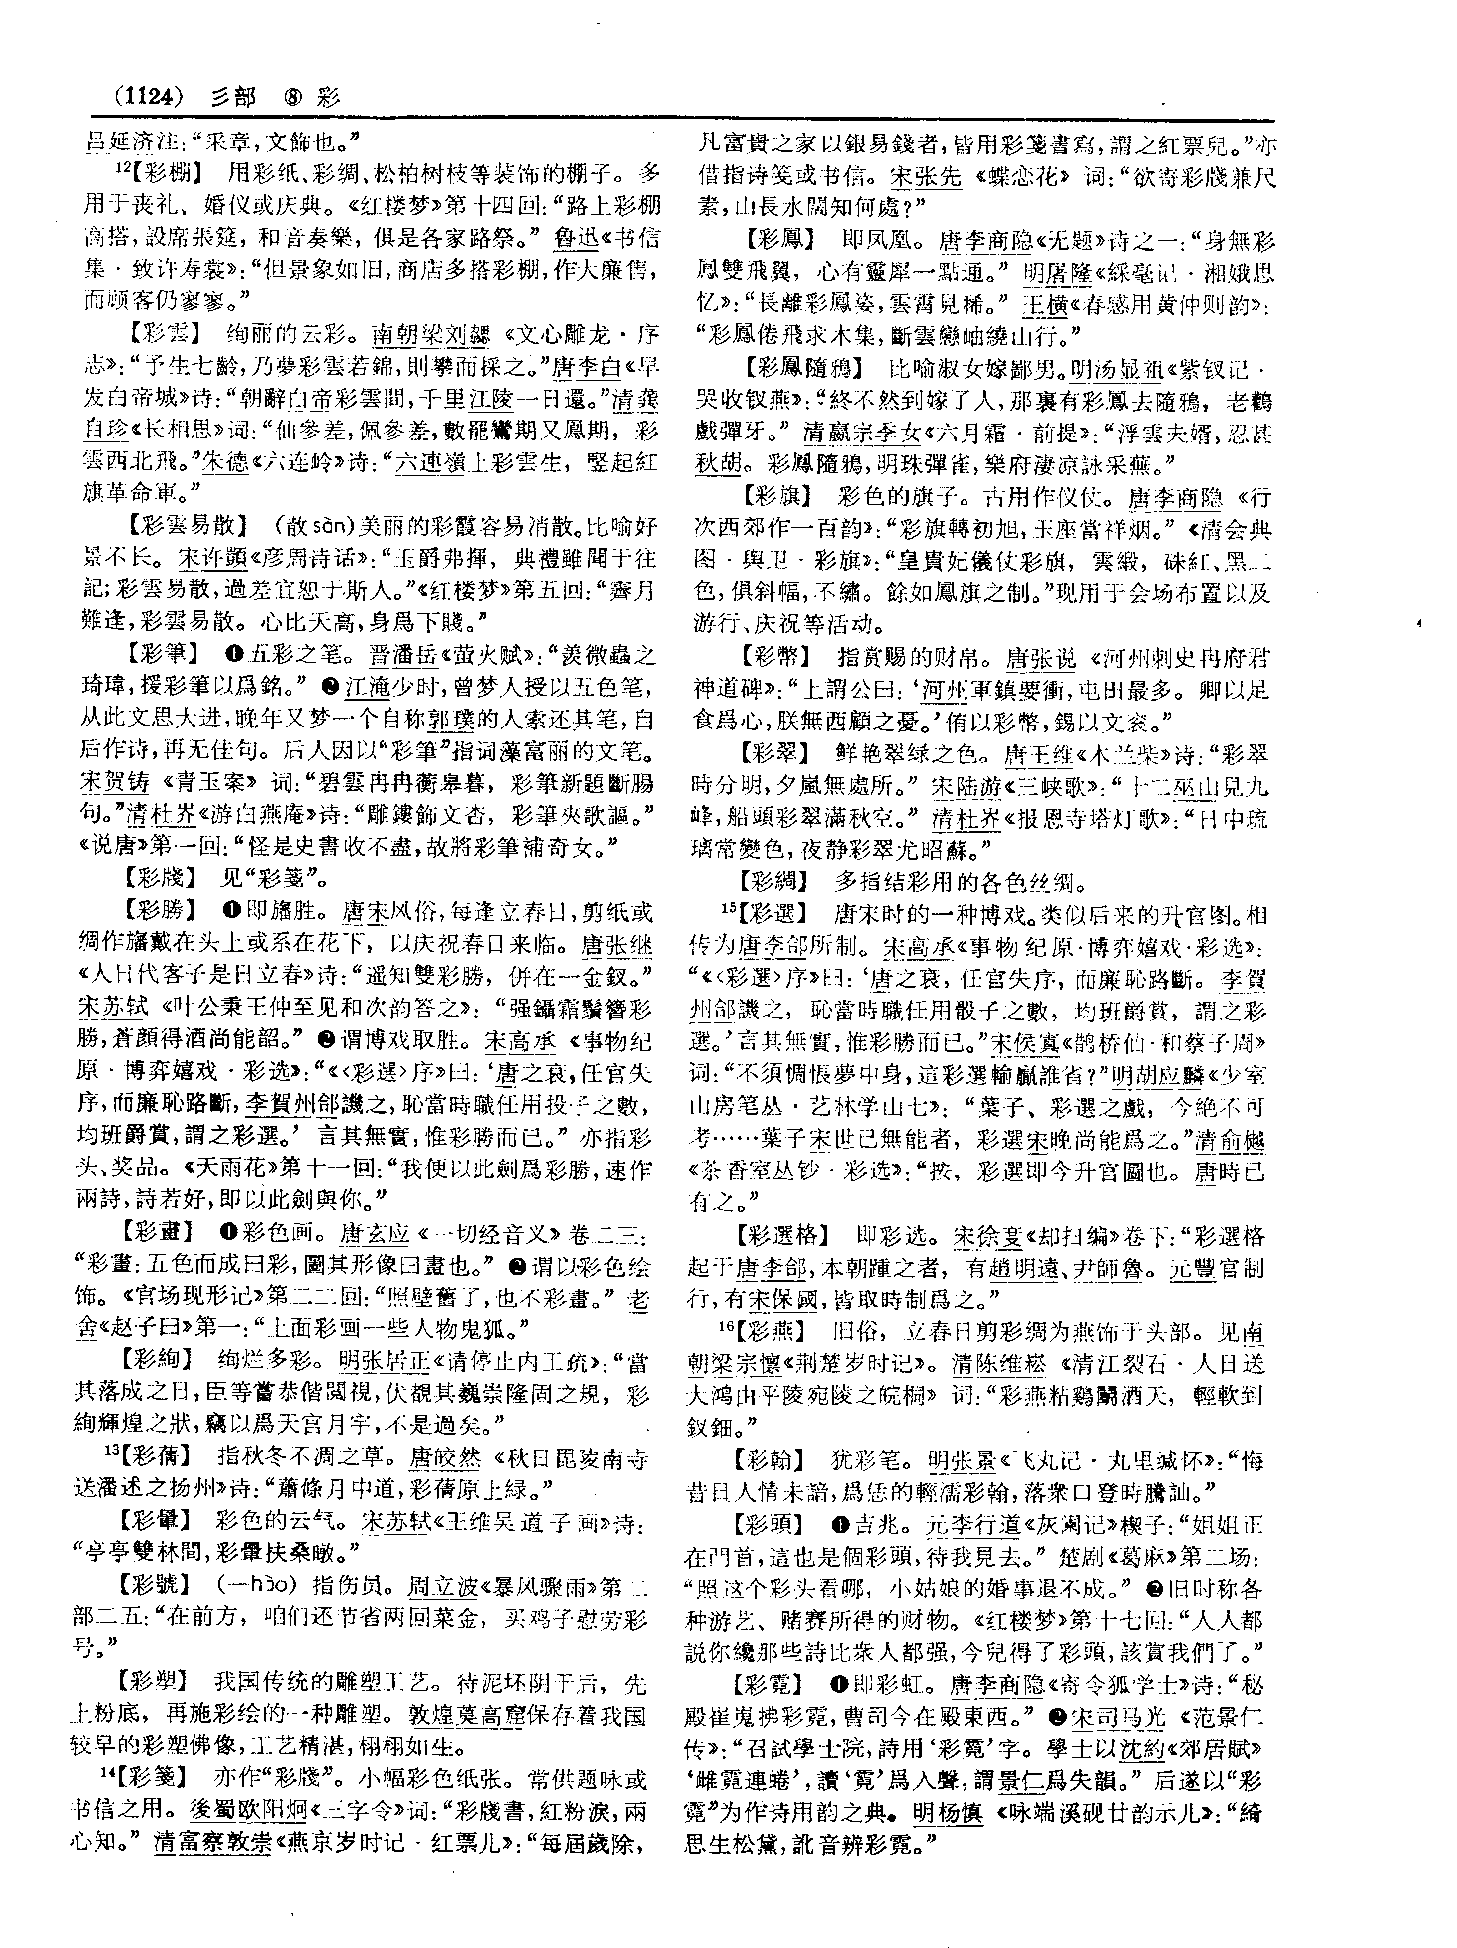 (1124) 彡部 ⑧ 彩
吕延济注:“采章,文飾也。”
12【彩棚】 用彩纸、彩绸、松柏树枝等装饰的棚子。多
用于丧礼、婚仪或庆典。《红楼梦》第十四回:“路上彩棚
高搭,設席張筵,和音奏樂,俱是各家路祭。” 鲁迅《书信
集·致许寿裳》:“但景象如旧,商店多搭彩棚,作大廉售,
而顾客仍寥寥。”
【彩雲】 绚丽的云彩。南朝梁刘勰《文心雕龙·序
志》:“予生七齡,乃夢彩雲若錦,則攀而採之。”唐李白《早
发白帝城》诗:“朝辭白帝彩雲間,千里江陵一日還。”清龚
自珍《长相思》词:“仙參差,佩參差,數罷鸞期又鳳期,彩
雲西北飛。”朱德《六连岭》诗:“六連嶺上彩雲生,豎起紅
旗革命軍。”
【彩雲易散】 (散sàn)美丽的彩霞容易消散。比喻好
景不长。宋许顗《彦周诗话》:“玉爵弗揮,典禮雖聞于往
記;彩雲易散,過差宜恕于斯人。”《红楼梦》第五回:“霽月
難逢,彩雲易散。心比天高,身爲下賤。”
【彩筆】 ❶五彩之笔。晋潘岳《萤火赋》:“羡微蟲之
琦瑋,援彩筆以爲銘。” ❷江淹少时,曾梦人授以五色笔,
从此文思大进,晚年又梦一个自称郭璞的人索还其笔,自
后作诗,再无佳句。后人因以“彩筆”指词藻富丽的文笔。
宋贺铸《青玉案》词:“碧雲冉冉蘅皋暮,彩筆新題斷腸
句。”清杜岕《游白燕庵》诗:“雕鏤飾文杏,彩筆夾歌謳。”
《说唐》第一回:“怪是史書收不盡,故將彩筆補奇女。”
【彩牋】 见“彩箋”。
【彩勝】 ❶即旛胜。唐宋风俗,每逢立春日,剪纸或
绸作旛戴在头上或系在花下,以庆祝春日来临。唐张继
《人日代客子是日立春》诗:“遥知雙彩勝,併在一金釵。”
宋苏轼《叶公秉王仲至见和次韵答之》:“强鑷霜鬚簪彩
勝,蒼顔得酒尚能韶。” ❷谓博戏取胜。宋高承《事物纪
原·博弈嬉戏·彩选》:“《〈彩選〉序》曰:‘唐之衰,任官失
序,而廉恥路斷,李賀州郃譏之,恥當時職任用投子之數,
均班爵賞,謂之彩選。’言其無實,惟彩勝而已。” 亦指彩
头、奖品。《天雨花》第十一回:“我便以此劍爲彩勝,速作
兩詩,詩若好,即以此劍與你。”
【彩畫】 ❶彩色画。唐玄应《一切经音义》卷二三:
“彩畫:五色而成曰彩,圖其形像曰畫也。” ❷谓以彩色绘
饰。《官场现形记》第二二回:“照壁舊了,也不彩畫。”老
舍《赵子曰》第一:“上面彩画一些人物鬼狐。”
【彩絢】 绚烂多彩。明张居正《请停止内工疏》:“當
其落成之日,臣等嘗恭偕閲視,伏覩其巍崇隆固之規,彩
絢輝煌之狀,竊以爲天宫月宇,不是過矣。”
13【彩蒨】 指秋冬不凋之草。唐皎然《秋日毘陵南寺
送潘述之扬州》诗:“蕭條月中道,彩蒨原上緑。”
【彩暈】 彩色的云气。宋苏轼《王维吴道子画》诗:
“亭亭雙林間,彩暈扶桑暾。”
【彩號】 (—hào) 指伤员。周立波《暴风骤雨》第二
部二五:“在前方,咱们还节省两回菜金,买鸡子慰劳彩
号。”
【彩塑】 我国传统的雕塑工艺。待泥坯阴干后,先
上粉底,再施彩绘的一种雕塑。敦煌莫高窟保存着我国
较早的彩塑佛像,工艺精湛,栩栩如生。
14【彩箋】 亦作“彩牋”。小幅彩色纸张。常供题咏或
书信之用。後蜀欧阳炯《三字令》词:“彩牋書,紅粉淚,兩
心知。” 清富察敦崇《燕京岁时记·红票儿》:“每届歲除,
凡富貴之家以銀易錢者,皆用彩箋書寫,謂之紅票兒。”亦
借指诗笺或书信。宋张先《蝶恋花》词:“欲寄彩牋兼尺
素,山長水闊知何處?”
【彩鳳】 即凤凰。唐李商隐《无题》诗之一:“身無彩
鳳雙飛翼,心有靈犀一點通。” 明屠隆《綵毫记·湘娥思
忆》:“長離彩鳳姿,雲霄見稀。” 王横《春感用黄仲则韵》:
“彩鳳倦飛求木集,斷雲戀岫繞山行。”
【彩鳳隨鴉】 比喻淑女嫁鄙男。明汤显祖《紫钗记·
哭收钗燕》:“終不然到嫁了人,那裏有彩鳳去隨鴉,老鸛
戲彈牙。” 清嬴宗季女《六月霜·前提》:“浮雲夫婿,忍甚
秋胡。彩鳳隨鴉,明珠彈雀,樂府淒凉詠采蘼。”
【彩旗】 彩色的旗子。古用作仪仗。唐李商隐《行
次西郊作一百韵》:“彩旗轉初旭,玉座當祥烟。”《清会典
图·舆卫·彩旗》:“皇貴妃儀仗彩旗,雲緞,硃紅、黑二
色,俱斜幅,不繡。餘如鳳旗之制。”现用于会场布置以及
游行、庆祝等活动。
【彩幣】 指赏赐的财帛。唐张说《河州刺史冉府君
神道碑》:“上謂公曰:‘河州軍鎮要衝,屯田最多。卿以足
食爲心,朕無西顧之憂。’侑以彩幣,錫以文衮。”
【彩翠】 鲜艳翠绿之色。唐王维《木兰柴》诗:“彩翠
時分明,夕嵐無處所。” 宋陆游《三峡歌》:“十二巫山見九
峰,船頭彩翠滿秋空。” 清杜岕《报恩寺塔灯歌》:“日中琉
璃常變色,夜静彩翠尤昭蘇。”
【彩綢】 多指结彩用的各色丝绸。
15【彩選】 唐宋时的一种博戏。类似后来的升官图。相
传为唐李郃所制。宋高丞《事物纪原·博弈嬉戏·彩选》:
“《〈彩選〉序》曰:‘唐之衰,任官失序,而廉恥路斷。李賀
州郃譏之,恥當時職任用骰子之數,均班爵賞,謂之彩
選。’言其無實,惟彩勝而已。”宋侯寘《鹊桥仙·和蔡子周》
词:“不須惆悵夢中身,這彩選輸贏誰省?”明胡应麟《少室
山房笔丛·艺林学山七》:“葉子、彩選之戲,今絶不可
考……葉子宋世已無能者,彩選宋晚尚能爲之。”清俞樾
《茶香室丛钞·彩选》:“按,彩選即今升官圖也。唐時已
有之。”
【彩選格】 即彩选。宋徐度《却扫编》卷下:“彩選格
起于唐李郃,本朝踵之者,有趙明遠、尹師魯。元豐官制
行,有宋保國,皆取時制爲之。”
16【彩燕】 旧俗,立春日剪彩绸为燕饰于头部。见南
朝梁宗懔《荆楚岁时记》。清陈维崧《清江裂石·人日送
大鸿由平陵宛陵之皖桐》词:“彩燕粘鷄鬬酒天,輕軟到
釵鈿。”
【彩翰】 犹彩笔。明张景《飞丸记·丸里缄怀》:“悔
昔日人情未諳,爲恁的輕濡彩翰,落衆口登時騰訕。”
【彩頭】 ❶吉兆。元李行道《灰阑记》楔子:“姐姐正
在門首,這也是個彩頭,待我見去。” 楚剧《葛麻》第二场:
“照这个彩头看哪,小姑娘的婚事退不成。” ❷旧时称各
种游艺、赌赛所得的财物。《红楼梦》第十七回:“人人都
説你纔那些詩比衆人都强,今兒得了彩頭,該賞我們了。”
【彩霓】 ❶即彩虹。唐李商隐《寄令狐学士》诗:“秘
殿崔嵬拂彩霓,曹司今在殿東西。” ❷宋司马光《范景仁
传》:“召試學士院,詩用‘彩霓’字。學士以沈約《郊居賦》
‘雌霓連蜷’,讀‘霓’爲入聲,謂景仁爲失韻。” 后遂以“彩
霓”为作诗用韵之典。明杨慎《咏端溪砚廿韵示儿》:“綺
思生松黛,訛音辨彩霓。”